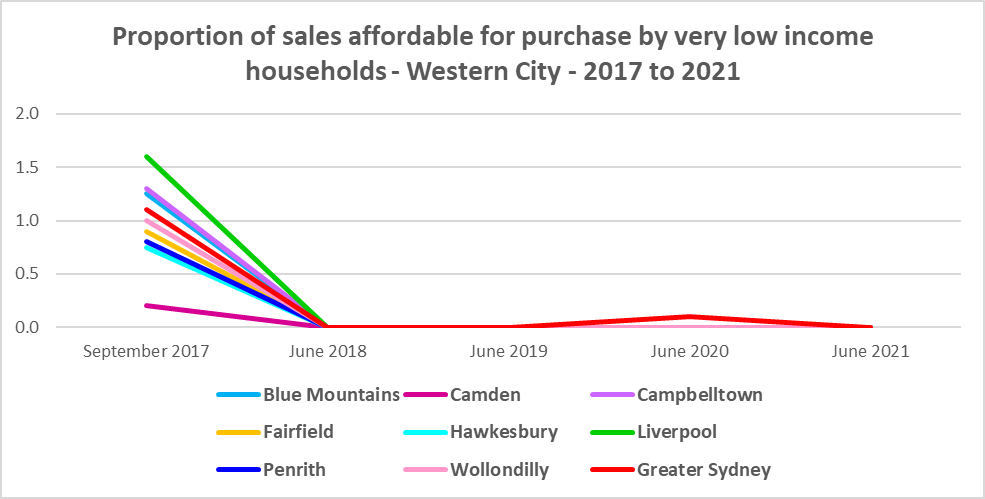 Proportion of sales affordable for purchase by very low income
households - Western City - 2017 to 2021
2.0
1.5
1.0
0.5
0.0
September 2017 June 2018 June 2019 June 2020 June 2021
Blue Mountains Camden Campbelltown
Fairfield Hawkesbury Liverpool
Penrith Wollondilly Greater Sydney